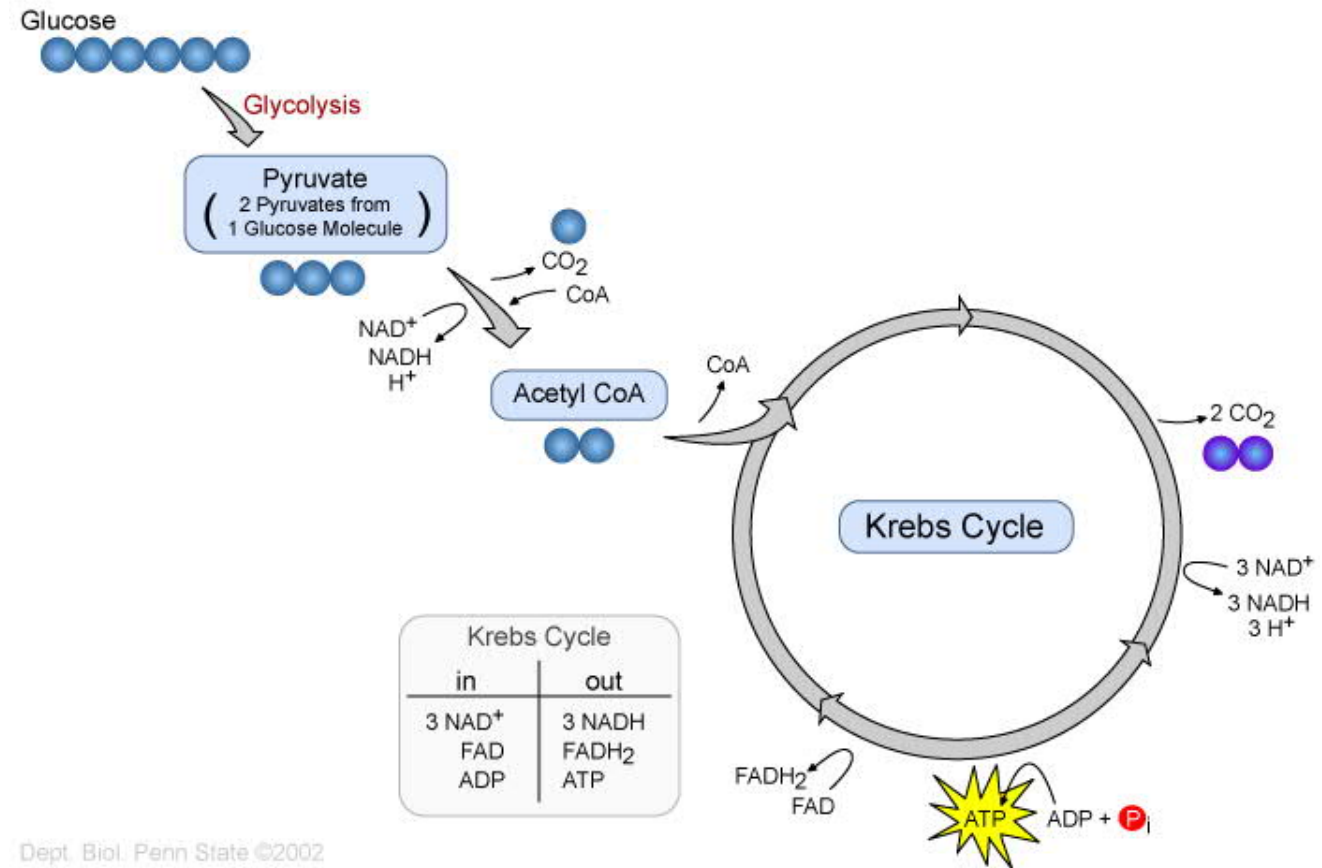 Glucose
Glycolysis
Pyruvate
( 2 Pyruvates from
1 Glucose Molecule )
CO₂
CoA
NAD⁺
NADH
H⁺
Acetyl CoA
CoA
2 CO₂
Krebs Cycle
3 NAD⁺
3 NADH
3 H⁺
Krebs Cycle
in out
3 NAD⁺ 3 NADH
FAD FADH₂
ADP ATP
FADH₂
FAD
ATP
ADP + Pᵢ
Dept. Biol. Penn State ©2002